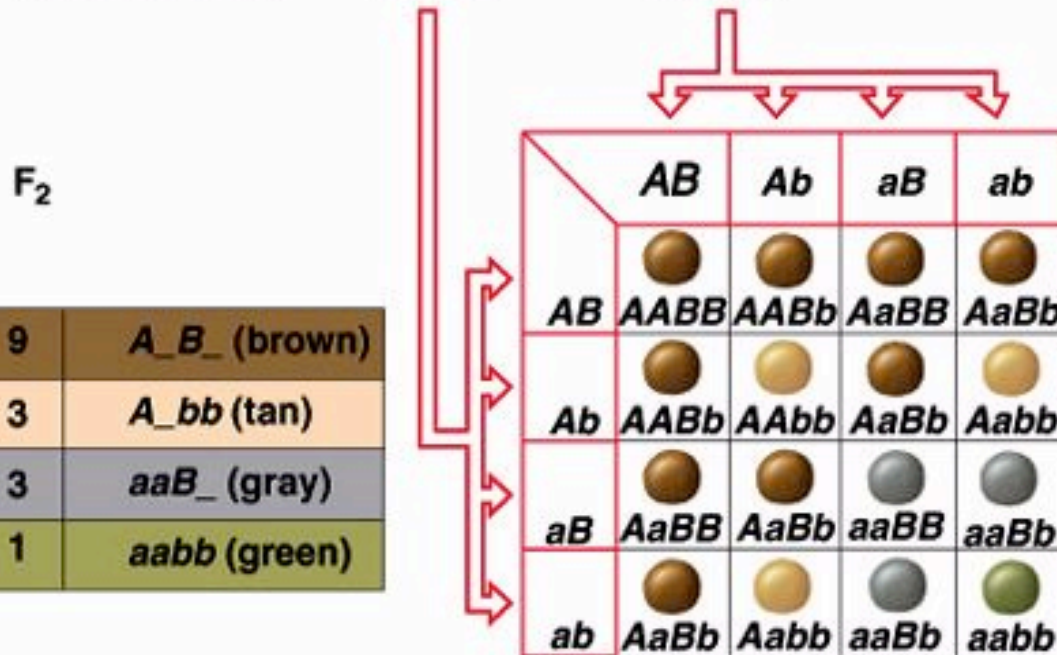 F2
9 A_B_ (brown)
3 A_bb (tan)
3 aaB_ (gray)
1 aabb (green)
AB Ab aB ab
AB AABB AABb AaBB AaBb
Ab AABb AAbb AaBb Aabb
aB AaBB AaBb aaBB aaBb
ab AaBb Aabb aaBb aabb